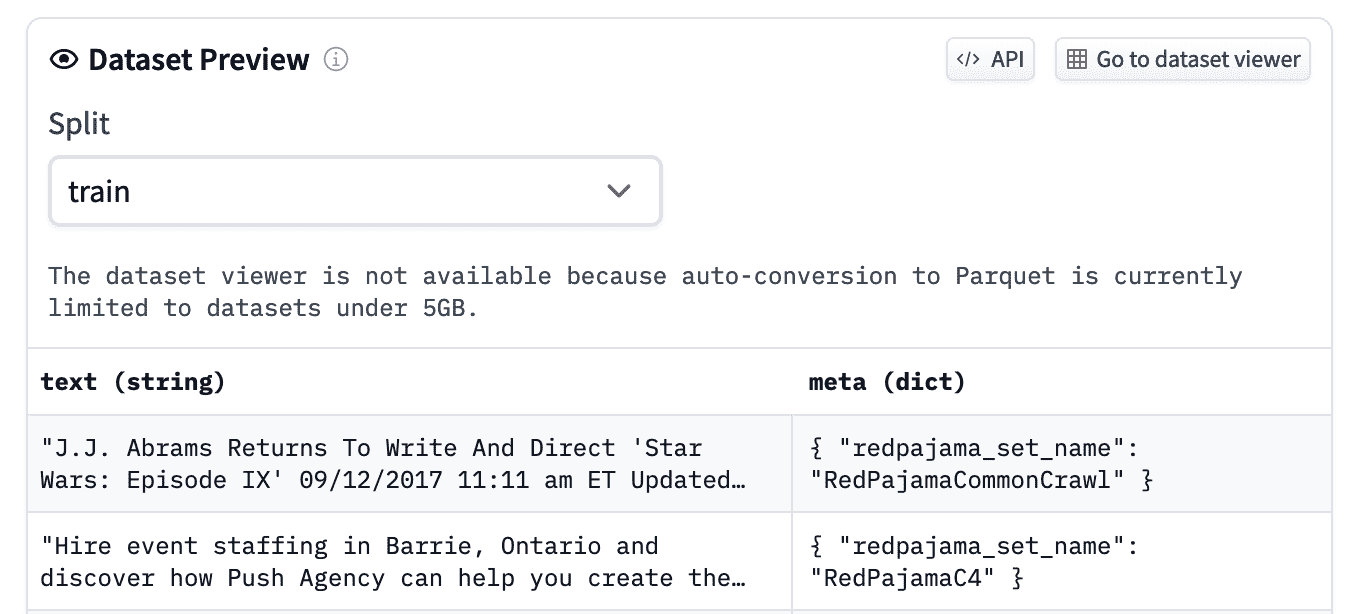 Dataset Preview
</> API
Go to dataset viewer
Split
train
The dataset viewer is not available because auto-conversion to Parquet is currently
limited to datasets under 5GB.
text (string)
meta (dict)
"J.J. Abrams Returns To Write And Direct 'Star
Wars: Episode IX' 09/12/2017 11:11 am ET Updated…
{ "redpajama_set_name":
"RedPajamaCommonCrawl" }
"Hire event staffing in Barrie, Ontario and
discover how Push Agency can help you create the…
{ "redpajama_set_name":
"RedPajamaC4" }